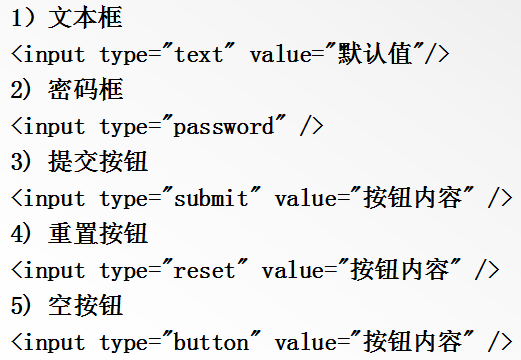 1）文本框
<input type="text" value="默认值"/>
2) 密码框
<input type="password" />
3) 提交按钮
<input type="submit" value="按钮内容" />
4) 重置按钮
<input type="reset" value="按钮内容" />
5) 空按钮
<input type="button" value="按钮内容" />